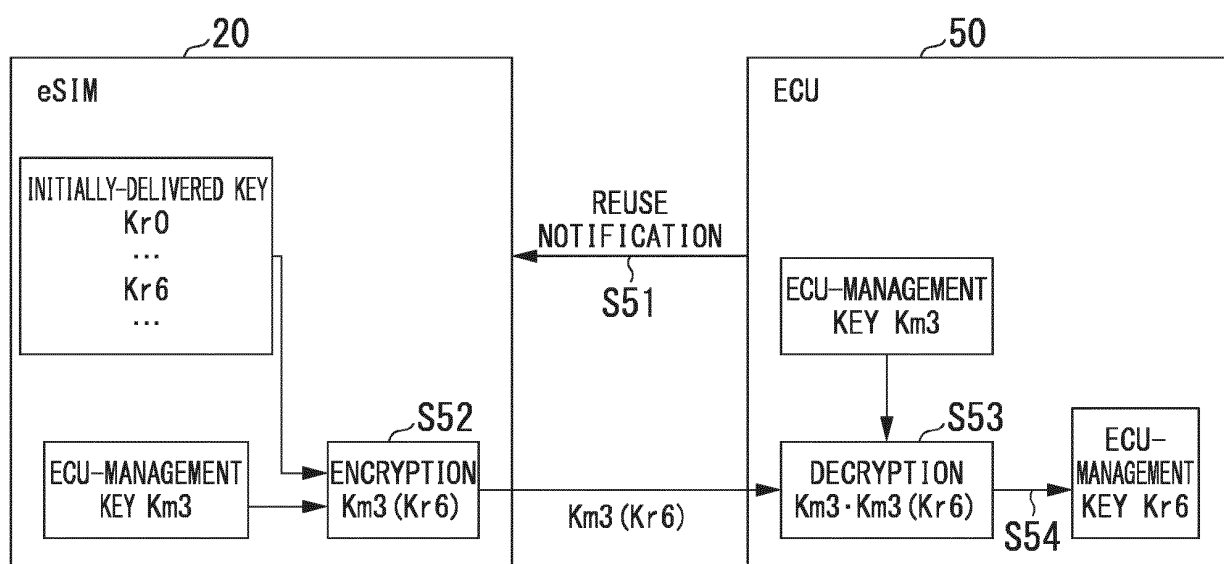 20
eSIM
INITIALLY-DELIVERED KEY
Kr0
...
Kr6
...
ECU-MANAGEMENT
KEY Km3
S52
ENCRYPTION
Km3(Kr6)
REUSE
NOTIFICATION
S51
Km3(Kr6)
50
ECU
ECU-MANAGEMENT
KEY Km3
S53
DECRYPTION
Km3·Km3(Kr6)
S54
ECU-
MANAGEMENT
KEY Kr6